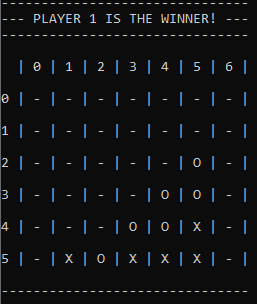 -------------------------------
--- PLAYER 1 IS THE WINNER! ---
-------------------------------
| 0 | 1 | 2 | 3 | 4 | 5 | 6 |
0 | - | - | - | - | - | - | - |
1 | - | - | - | - | - | - | - |
2 | - | - | - | - | - | O | - |
3 | - | - | - | - | O | O | - |
4 | - | - | - | O | O | X | - |
5 | - | X | O | X | X | X | - |
-------------------------------